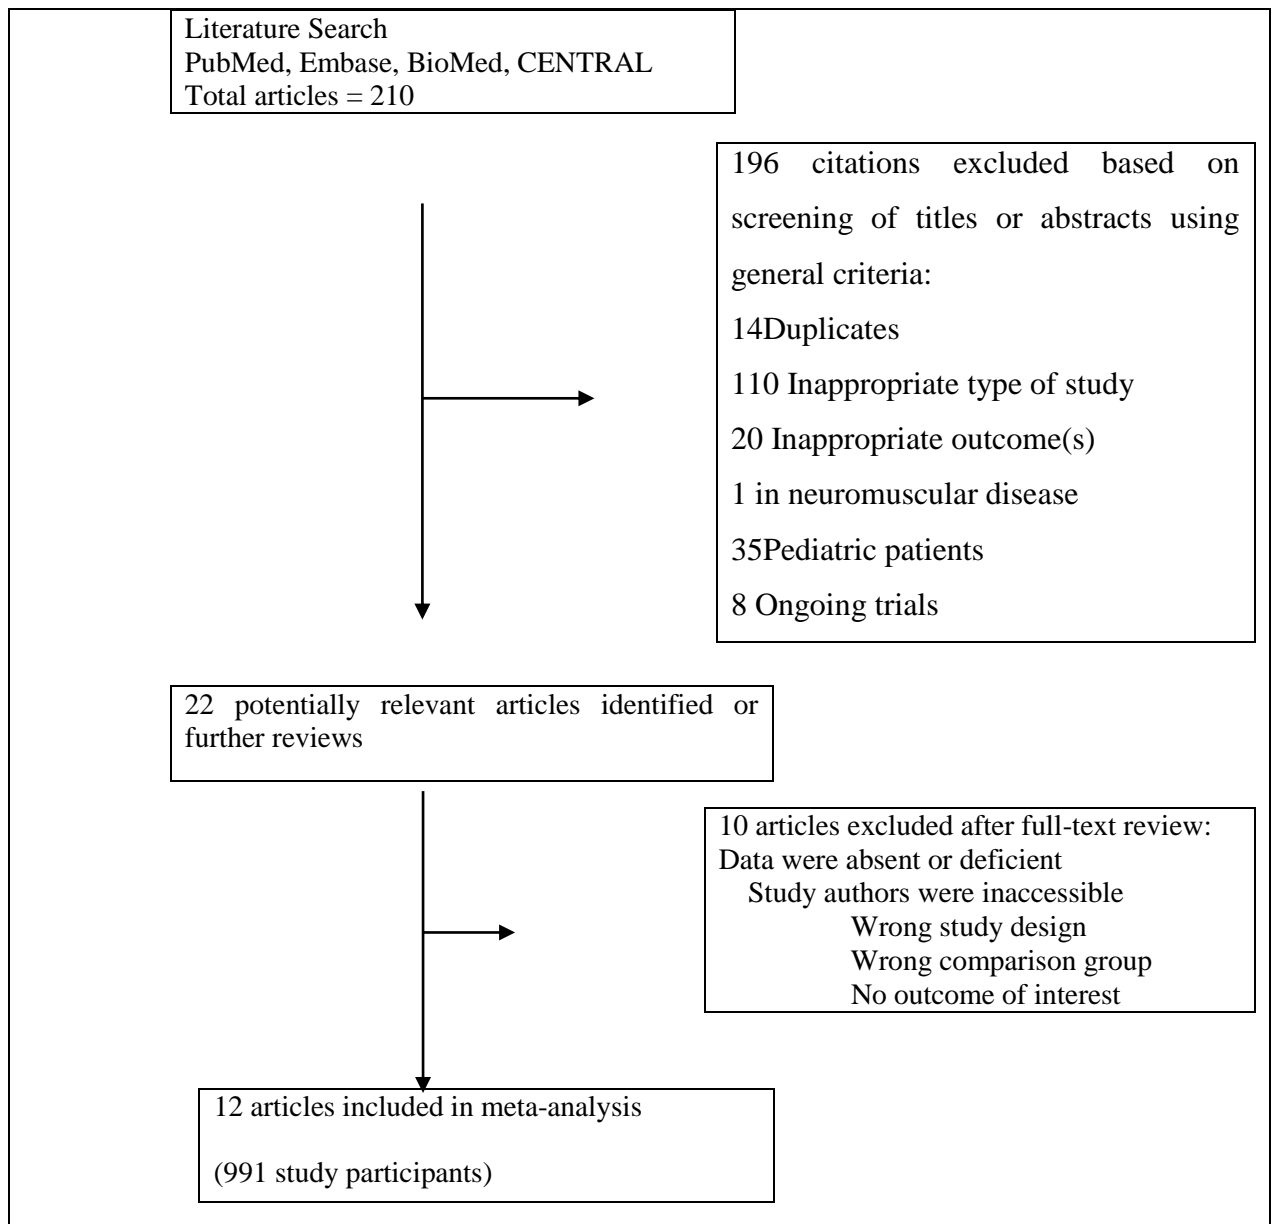 Literature Search
PubMed, Embase, BioMed, CENTRAL
Total articles = 210
196 citations excluded based on
screening of titles or abstracts using
general criteria:
14Duplicates
110 Inappropriate type of study
20 Inappropriate outcome(s)
1 in neuromuscular disease
35Pediatric patients
8 Ongoing trials
22 potentially relevant articles identified or
further reviews
10 articles excluded after full-text review:
Data were absent or deficient
Study authors were inaccessible
Wrong study design
Wrong comparison group
No outcome of interest
12 articles included in meta-analysis
(991 study participants)